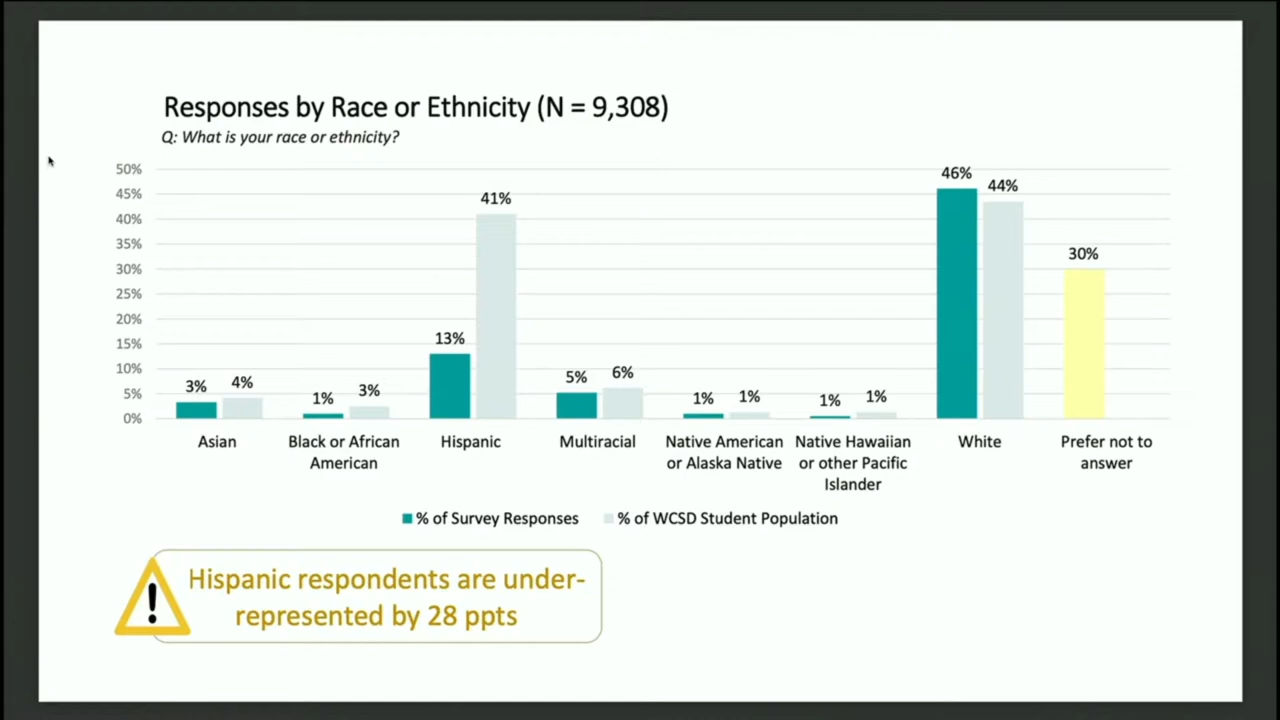 Responses by Race or Ethnicity (N = 9,308)
Q: What is your race or ethnicity?
50%
45%
40%
35%
30%
25%
20%
15%
10%
5%
0%
3% 4% 1% 3% 13% 41% 5% 6% 1% 1% 1% 1% 46% 44% 30%
Asian Black or African Hispanic Multiracial Native American Native Hawaiian White Prefer not to
American or Alaska Native or other Pacific answer
Islander
% of Survey Responses % of WCSD Student Population
Hispanic respondents are under-
represented by 28 ppts